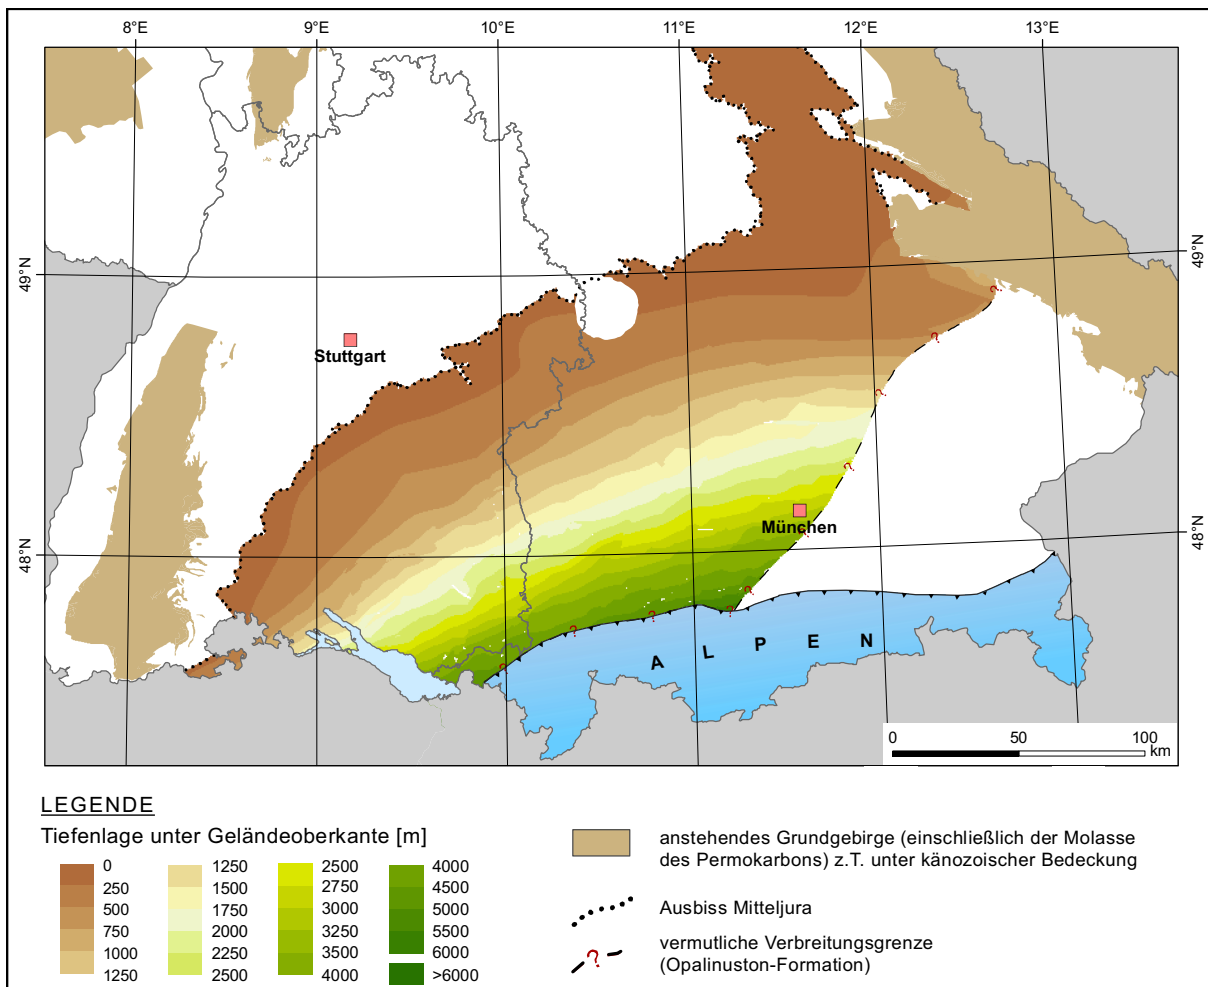 8°E
9°E
10°E
11°E
12°E
13°E
49°N
49°N
Stuttgart
48°N
48°N
München
?
?
?
?
?
?
?
?
?
?
A L P E N
0 50 100
km
LEGENDE
Tiefenlage unter Geländeoberkante [m]
0
250
500
750
1000
1250
1250
1500
1750
2000
2250
2500
2500
2750
3000
3250
3500
4000
4000
4500
5000
5500
6000
>6000
anstehendes Grundgebirge (einschließlich der Molasse
des Permokarbons) z.T. unter känozoischer Bedeckung
Ausbiss Mitteljura
?
vermutliche Verbreitungsgrenze
(Opalinuston-Formation)